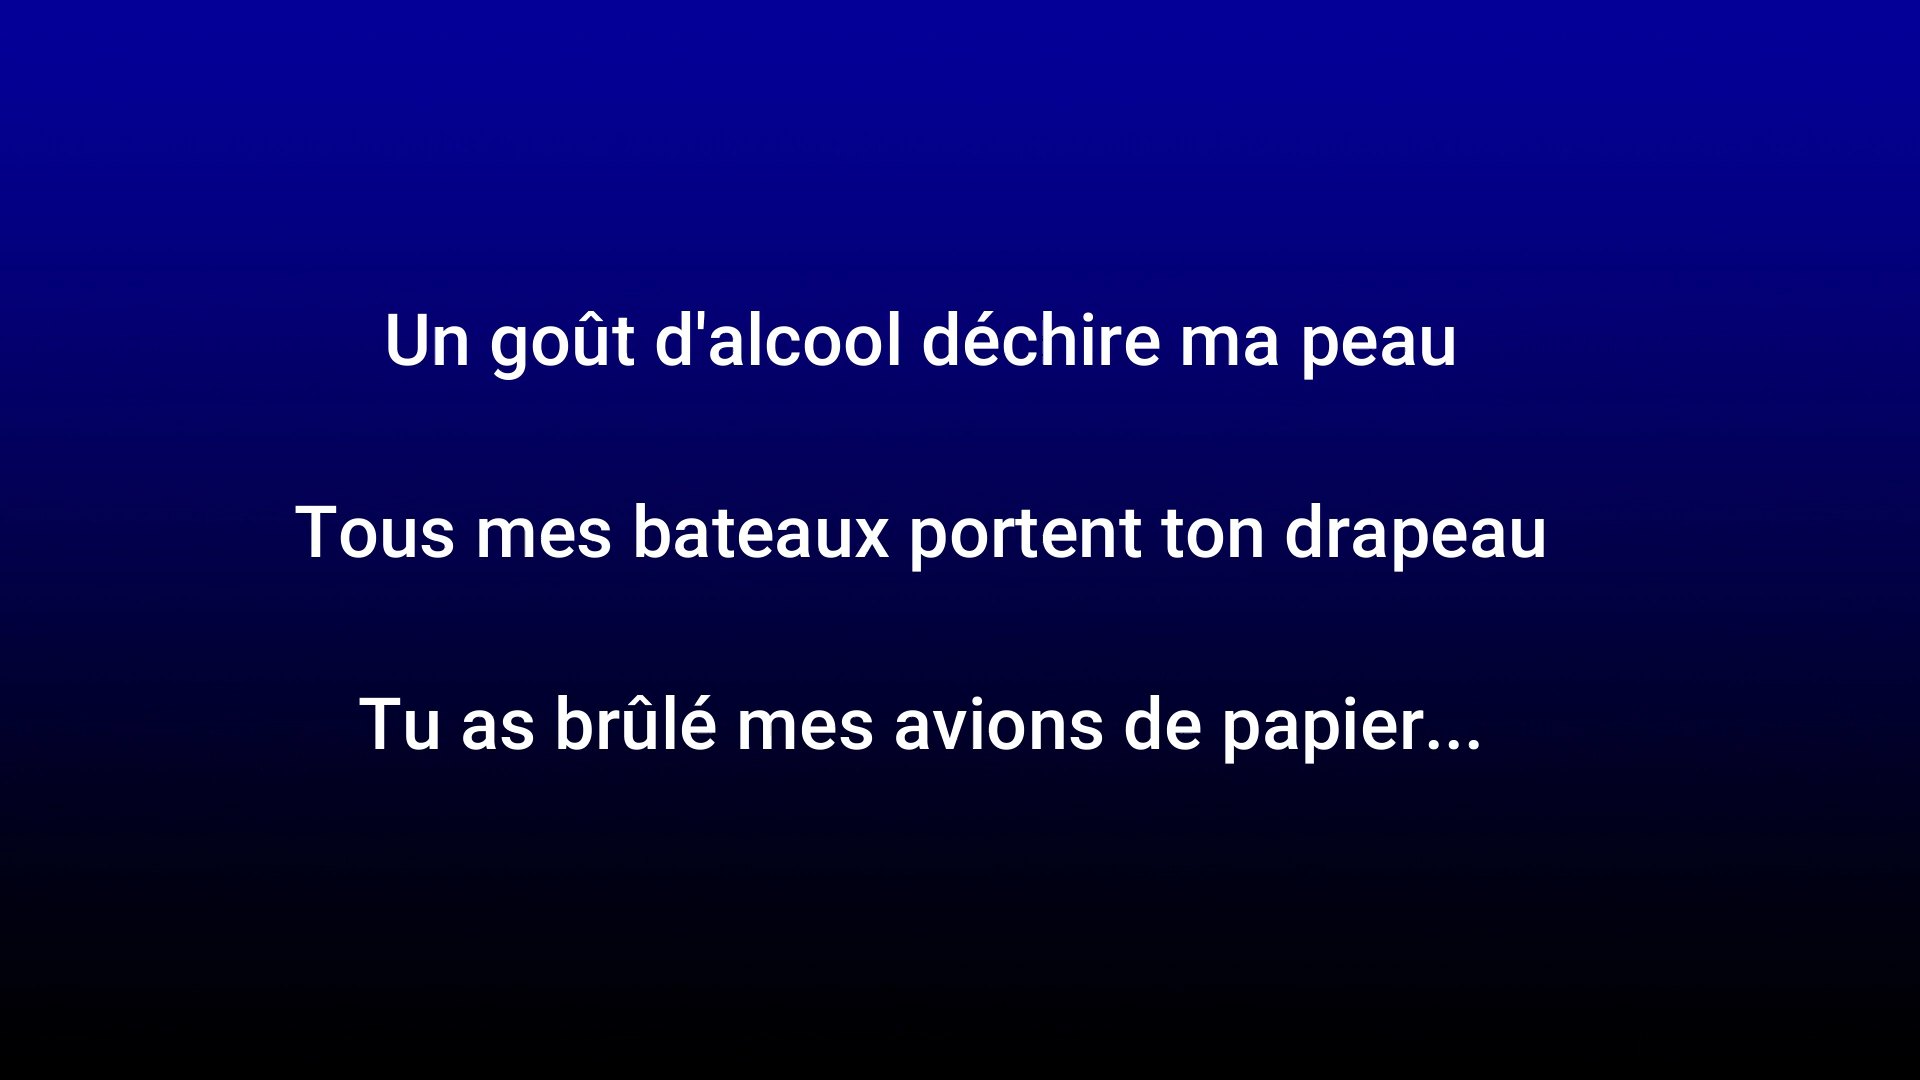 Un goût d'alcool déchire ma peau
Tous mes bateaux portent ton drapeau
Tu as brûlé mes avions de papier...